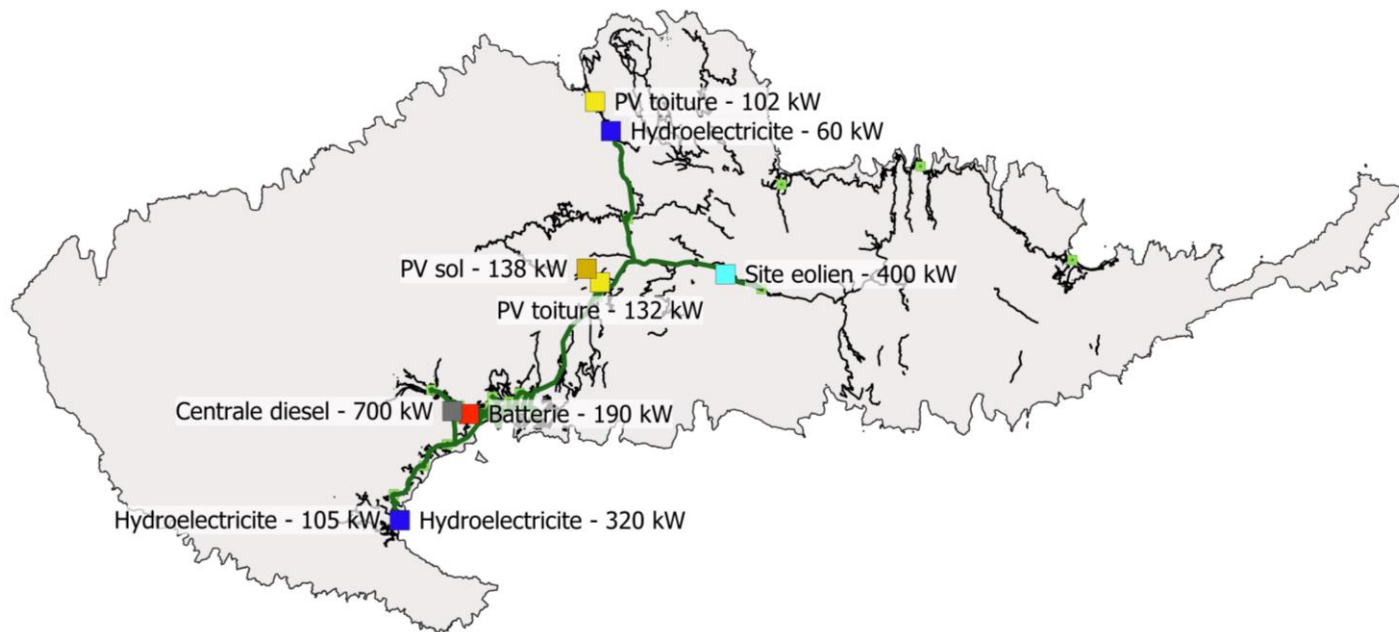 PV toiture - 102 kW
Hydroelectricite - 60 kW
PV sol - 138 kW
Site eolien - 400 kW
PV toiture - 132 kW
Centrale diesel - 700 kW
Batterie - 190 kW
Hydroelectricite - 105 kW
Hydroelectricite - 320 kW